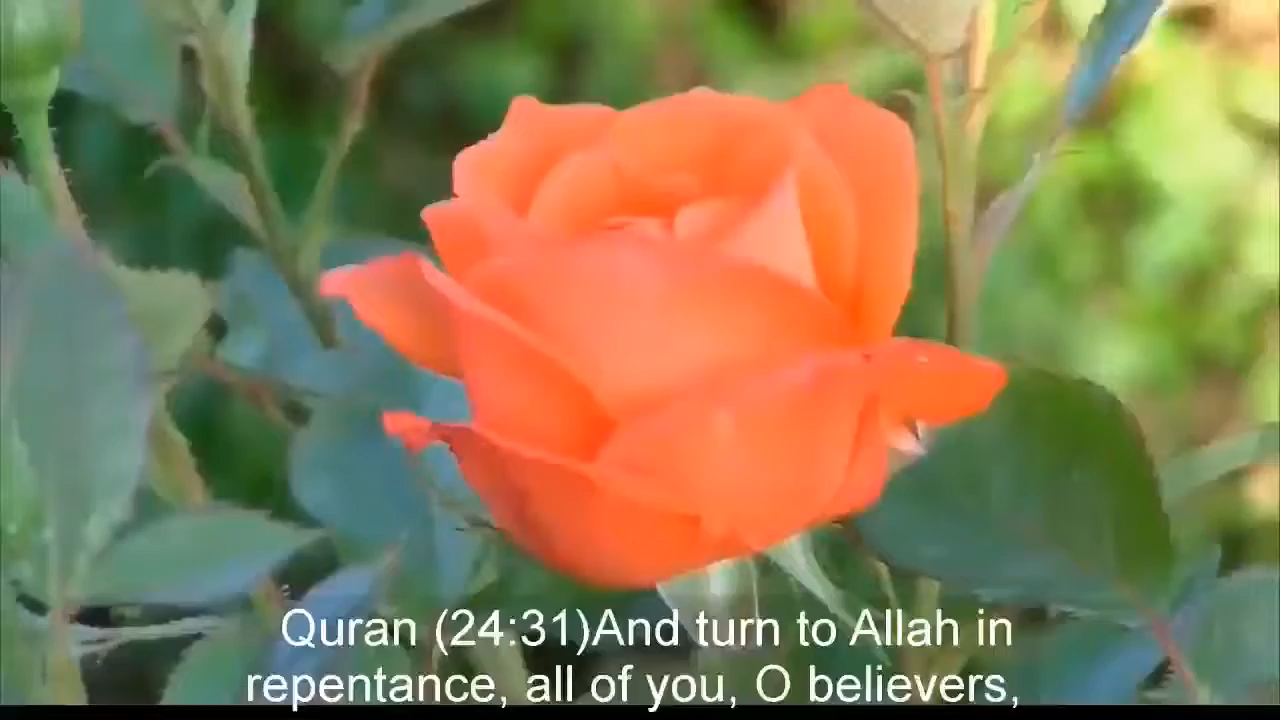 Quran (24:31)And turn to Allah in
repentance, all of you, O believers,